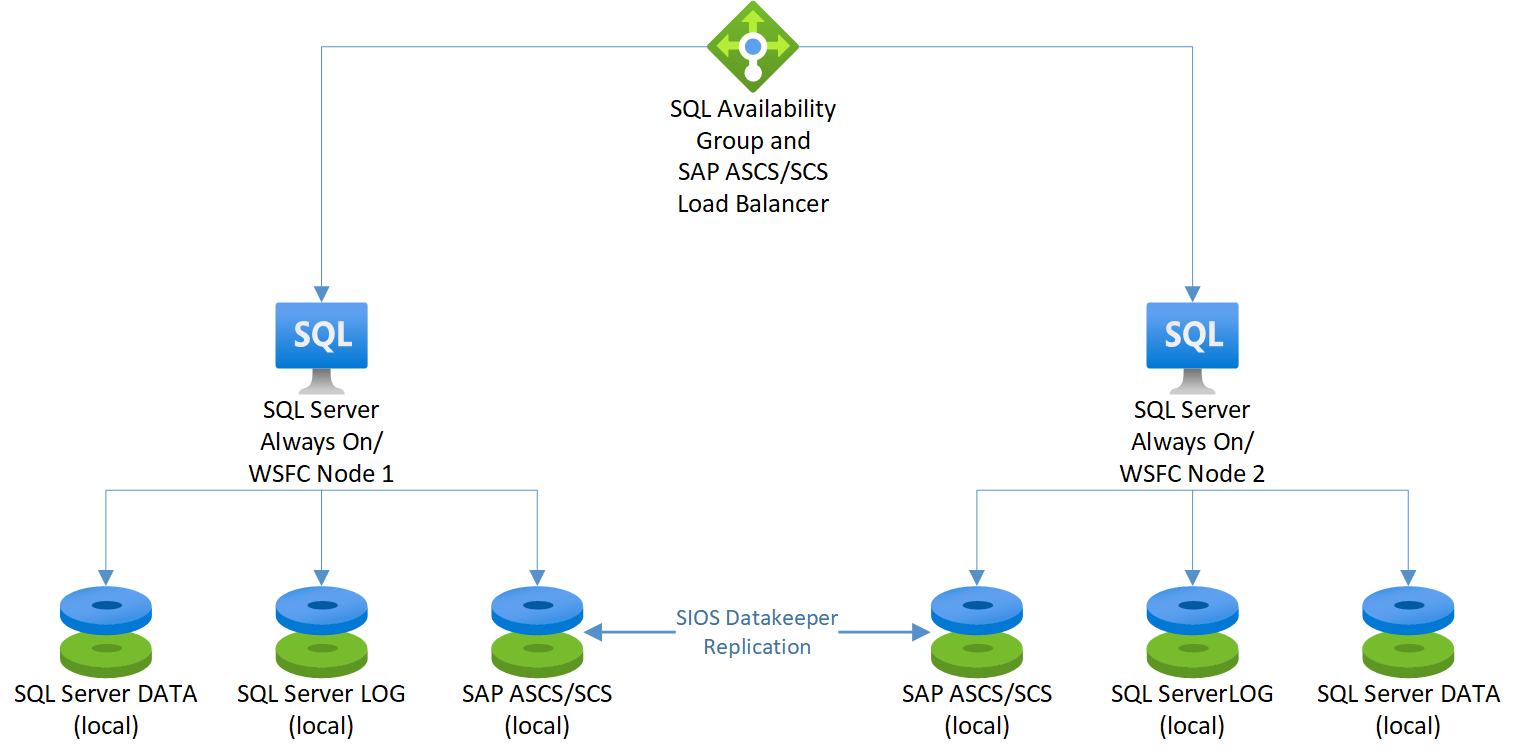 SQL Availability
Group and
SAP ASCS/SCS
Load Balancer
SQL
SQL Server
Always On/
WSFC Node 1
SQL
SQL Server
Always On/
WSFC Node 2
SQL Server DATA
(local)
SQL Server LOG
(local)
SAP ASCS/SCS
(local)
SIOS Datakeeper
Replication
SAP ASCS/SCS
(local)
SQL ServerLOG
(local)
SQL Server DATA
(local)